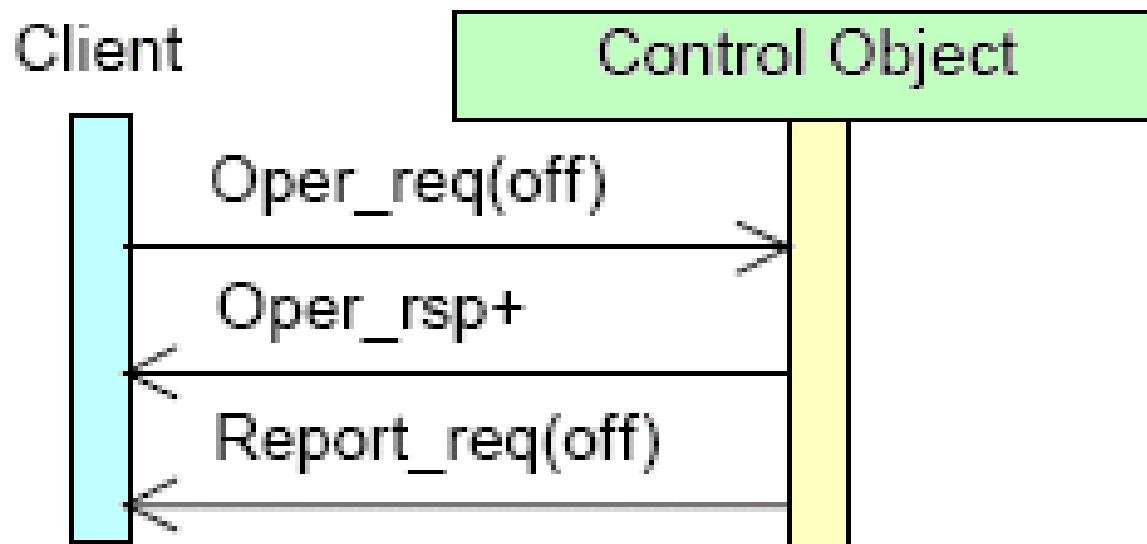 Client
Control Object
Oper_req(off)
Oper_rsp+
Report_req(off)